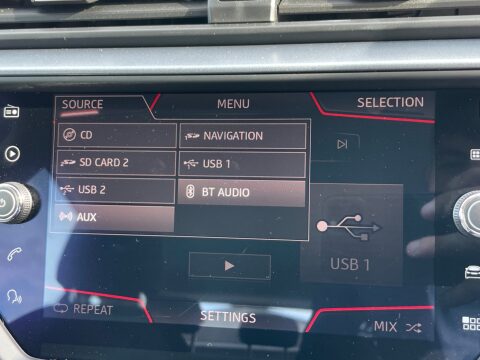 SOURCE MENU SELECTION
CD NAVIGATION
SD CARD 2 USB 1
USB 2 BT AUDIO
AUX
USB 1
REPEAT SETTINGS MIX